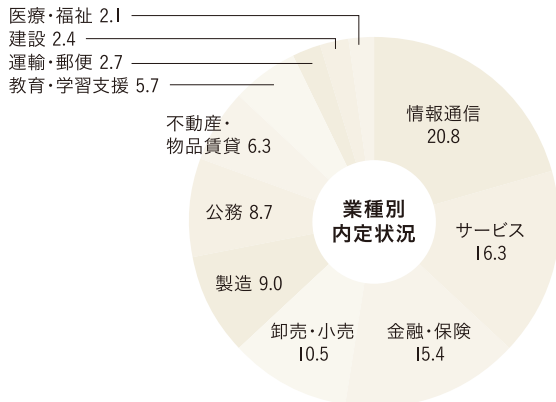 医療・福祉 2.1
建設 2.4
運輸・郵便 2.7
教育・学習支援 5.7
不動産・
物品賃貸 6.3
公務 8.7
製造 9.0
卸売・小売
10.5
金融・保険
15.4
サービス
16.3
情報通信
20.8
業種別
内定状況